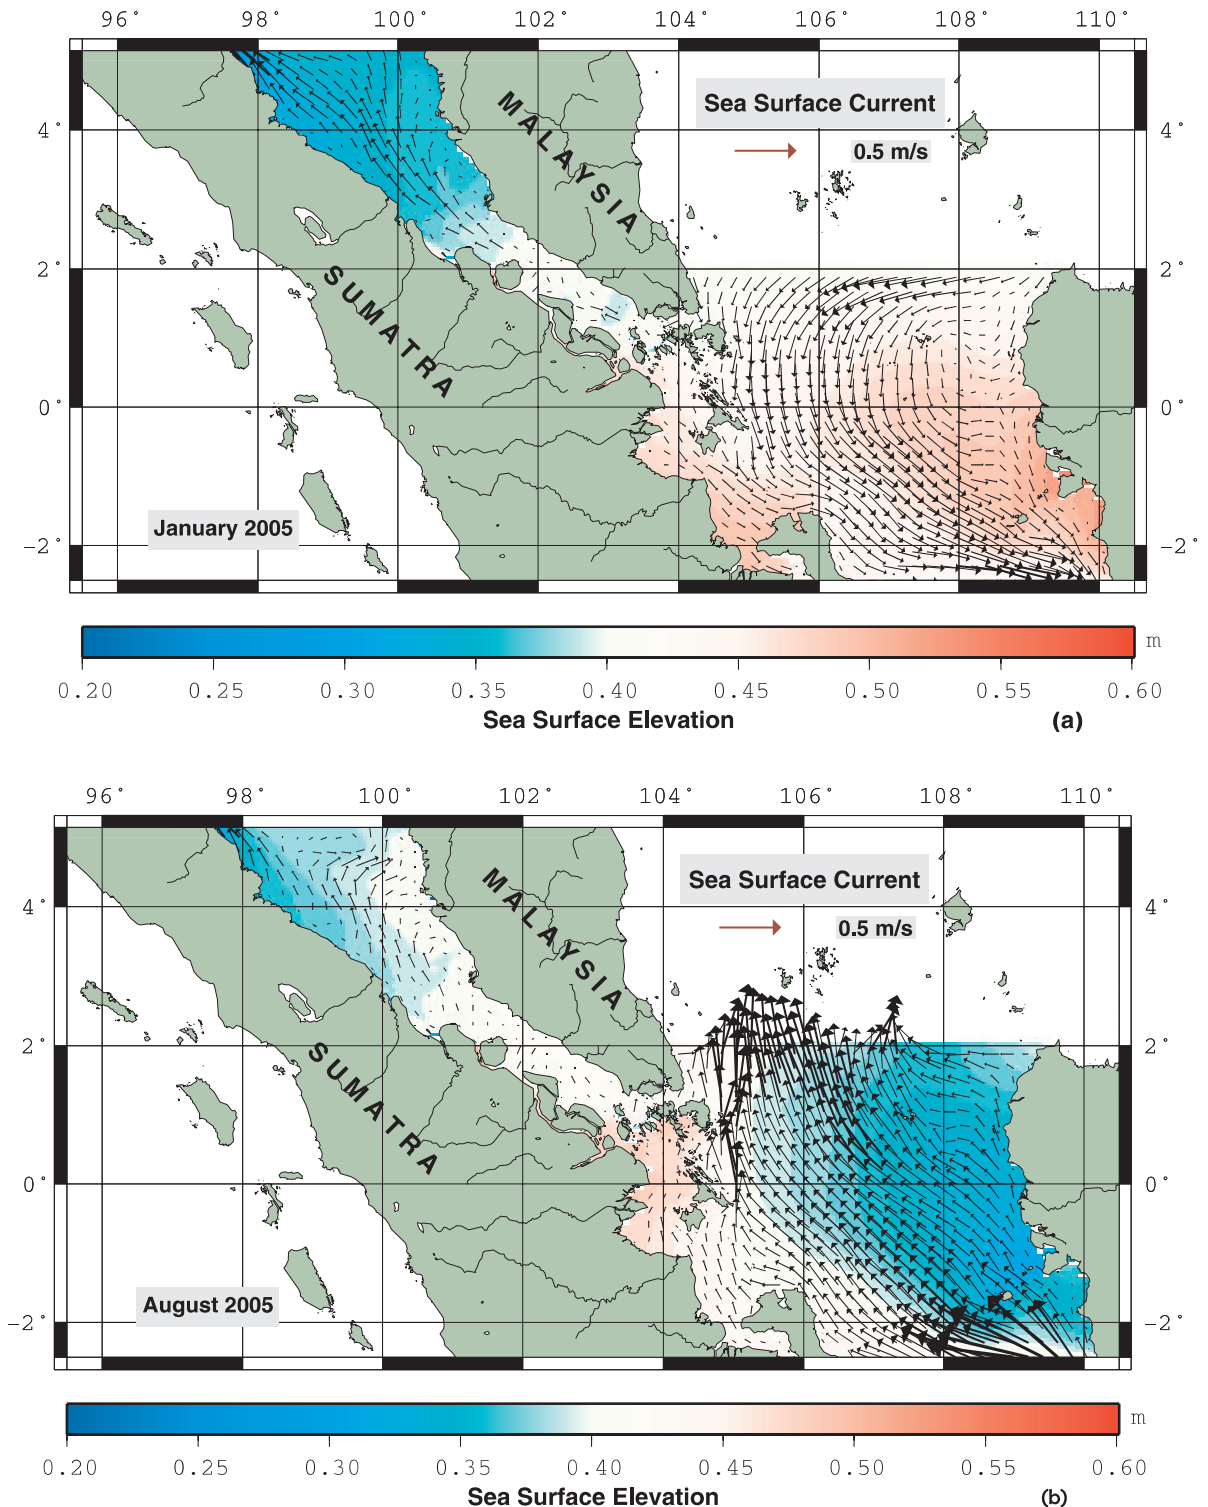 96° 98° 100° 102° 104° 106° 108° 110°
MALAYSIA
Sea Surface Current
0.5 m/s
4° 4°
2° 2°
SUMATRA
0° 0°
January 2005
-2° -2°
m
0.20 0.25 0.30 0.35 0.40 0.45 0.50 0.55 0.60
Sea Surface Elevation (a)
96° 98° 100° 102° 104° 106° 108° 110°
MALAYSIA
Sea Surface Current
0.5 m/s
4° 4°
2° 2°
SUMATRA
0° 0°
August 2005
-2° -2°
m
0.20 0.25 0.30 0.35 0.40 0.45 0.50 0.55 0.60
Sea Surface Elevation (b)